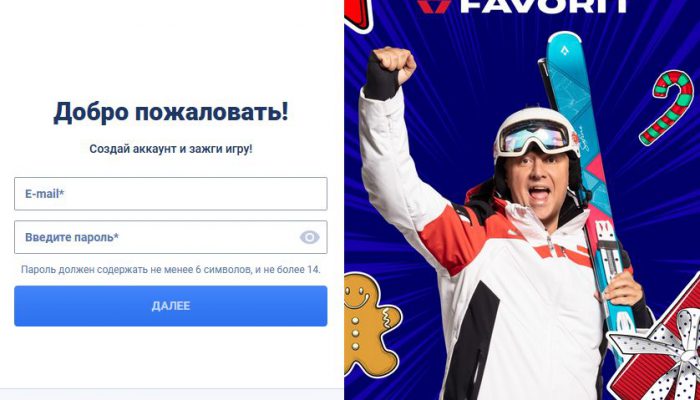 Добро пожаловать!
Создай аккаунт и зажги игру!
E-mail*
Введите пароль*
Пароль должен содержать не менее 6 символов, и не более 14.
ДАЛЕЕ
FAVORIT